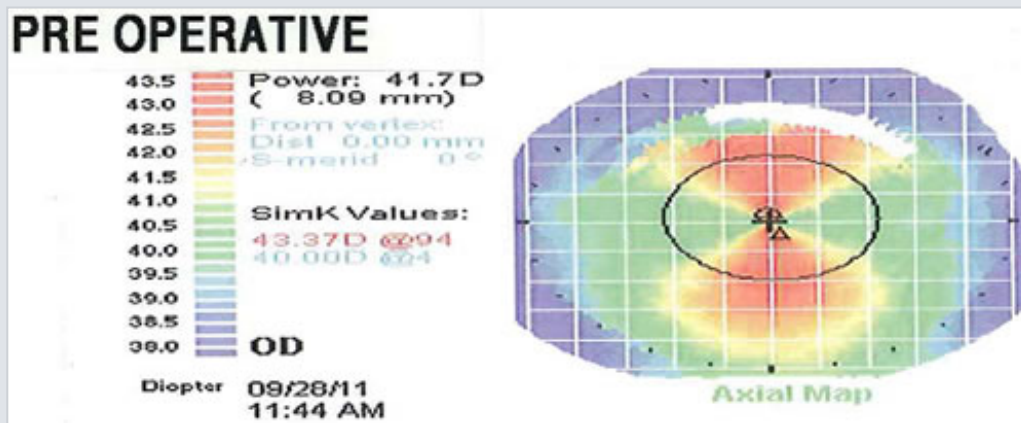 PRE OPERATIVE
43.5
43.0
42.5
42.0
41.5
41.0
40.5
40.0
39.5
39.0
38.5
38.0
Diopter
Power: 41.7D
( 8.09 mm)
From vertex:
Dist 0.00 mm
S-merid 0 °
SimK Values:
43.37D @94
40.00D @4
OD
09/28/11
11:44 AM
Axial Map